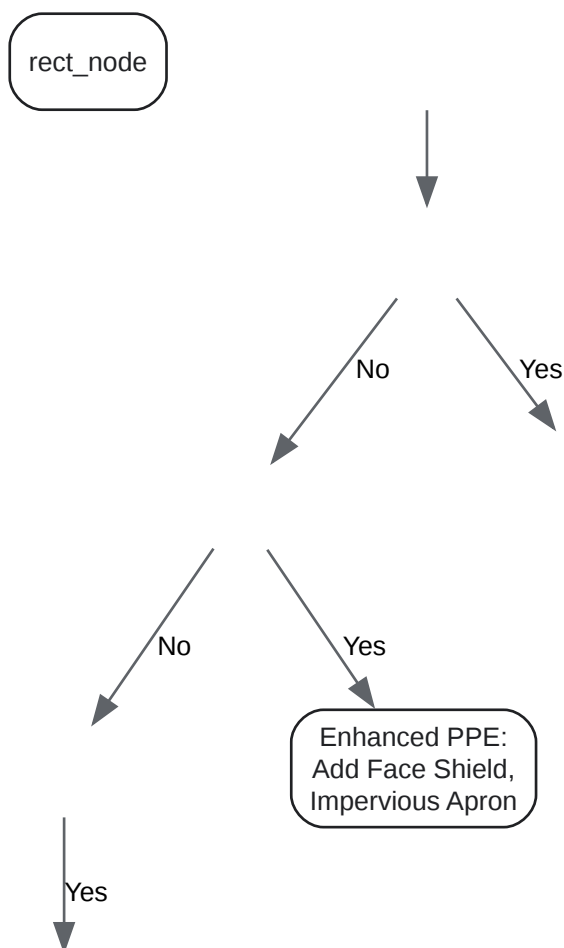 rect_node
No
Yes
No
Yes
Enhanced PPE:
Add Face Shield,
Impervious Apron
Yes